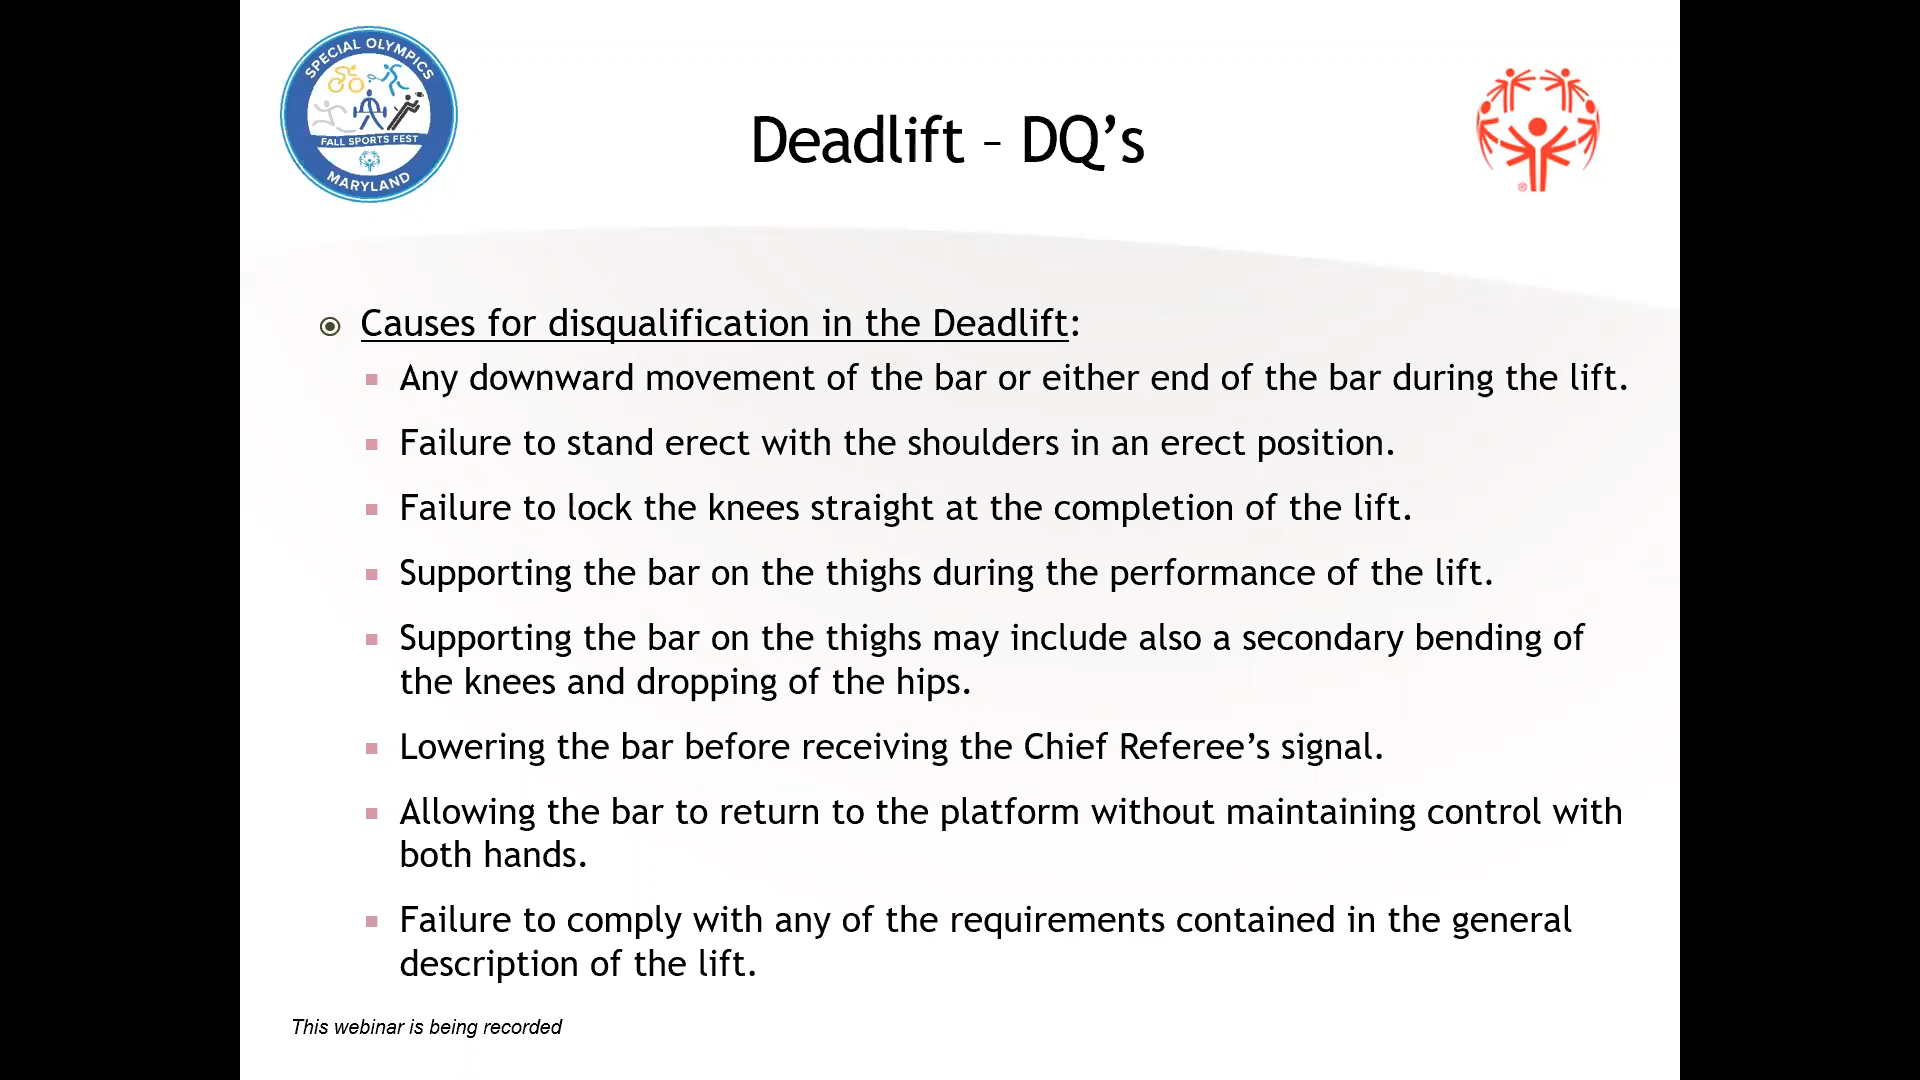 SPECIAL OLYMPICS
FALL SPORTS FEST
MARYLAND
Deadlift – DQ’s
®
Causes for disqualification in the Deadlift:
Any downward movement of the bar or either end of the bar during the lift.
Failure to stand erect with the shoulders in an erect position.
Failure to lock the knees straight at the completion of the lift.
Supporting the bar on the thighs during the performance of the lift.
Supporting the bar on the thighs may include also a secondary bending of
the knees and dropping of the hips.
Lowering the bar before receiving the Chief Referee’s signal.
Allowing the bar to return to the platform without maintaining control with
both hands.
Failure to comply with any of the requirements contained in the general
description of the lift.
This webinar is being recorded